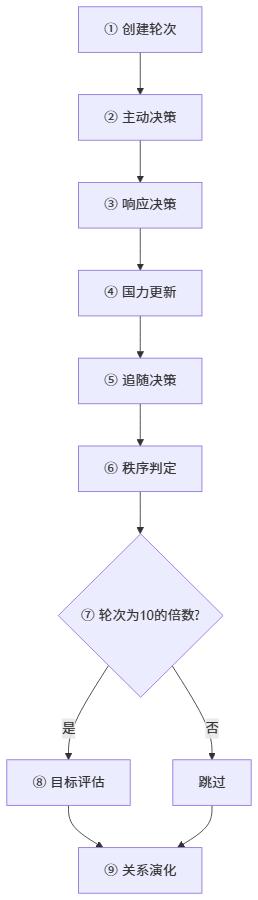 ① 创建轮次
② 主动决策
③ 响应决策
④ 国力更新
⑤ 追随决策
⑥ 秩序判定
⑦ 轮次为10的倍数?
是
否
⑧ 目标评估
跳过
⑨ 关系演化